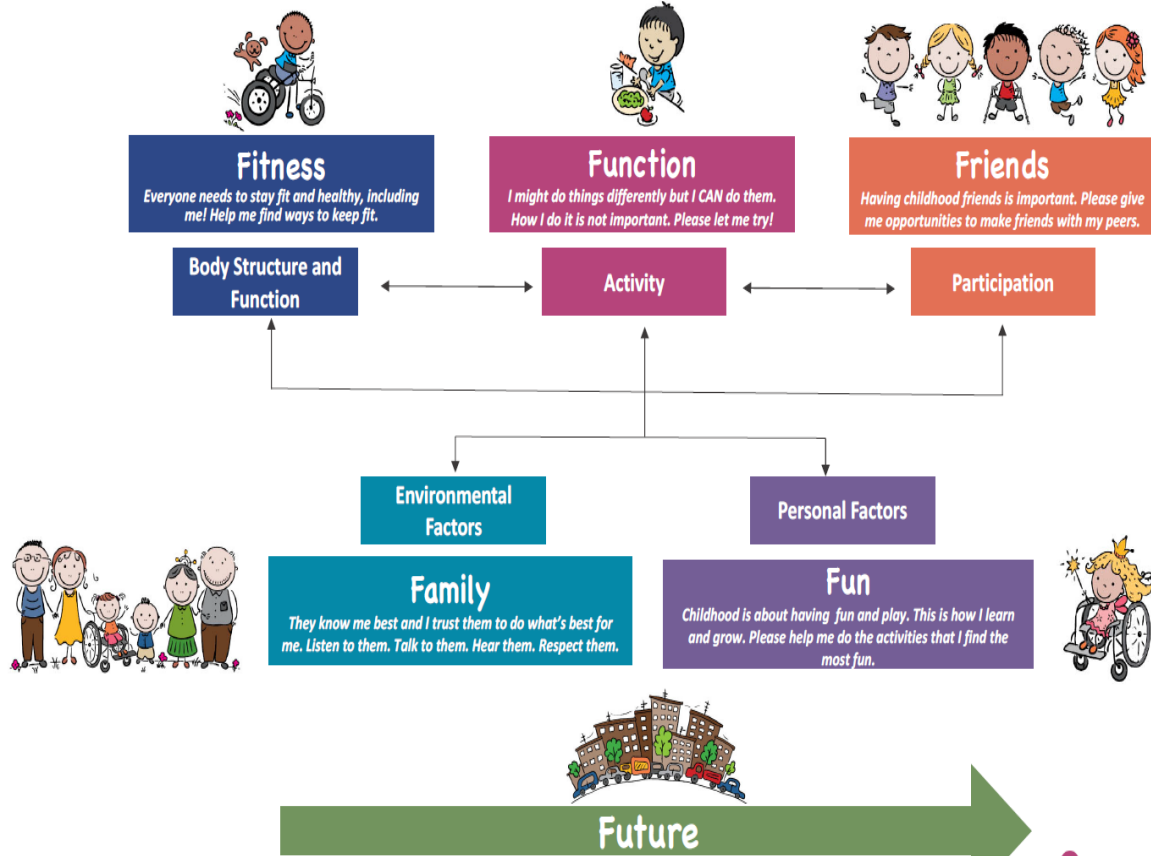 Fitness
Everyone needs to stay fit and healthy, including
me! Help me find ways to keep fit.
Function
I might do things differently but I CAN do them.
How I do it is not important. Please let me try!
Friends
Having childhood friends is important. Please give
me opportunities to make friends with my peers.
Body Structure and
Function
Activity
Participation
Environmental
Factors
Personal Factors
Family
They know me best and I trust them to do what's best for
me. Listen to them. Talk to them. Hear them. Respect them.
Fun
Childhood is about having fun and play. This is how I learn
and grow. Please help me do the activities that I find the
most fun.
Future